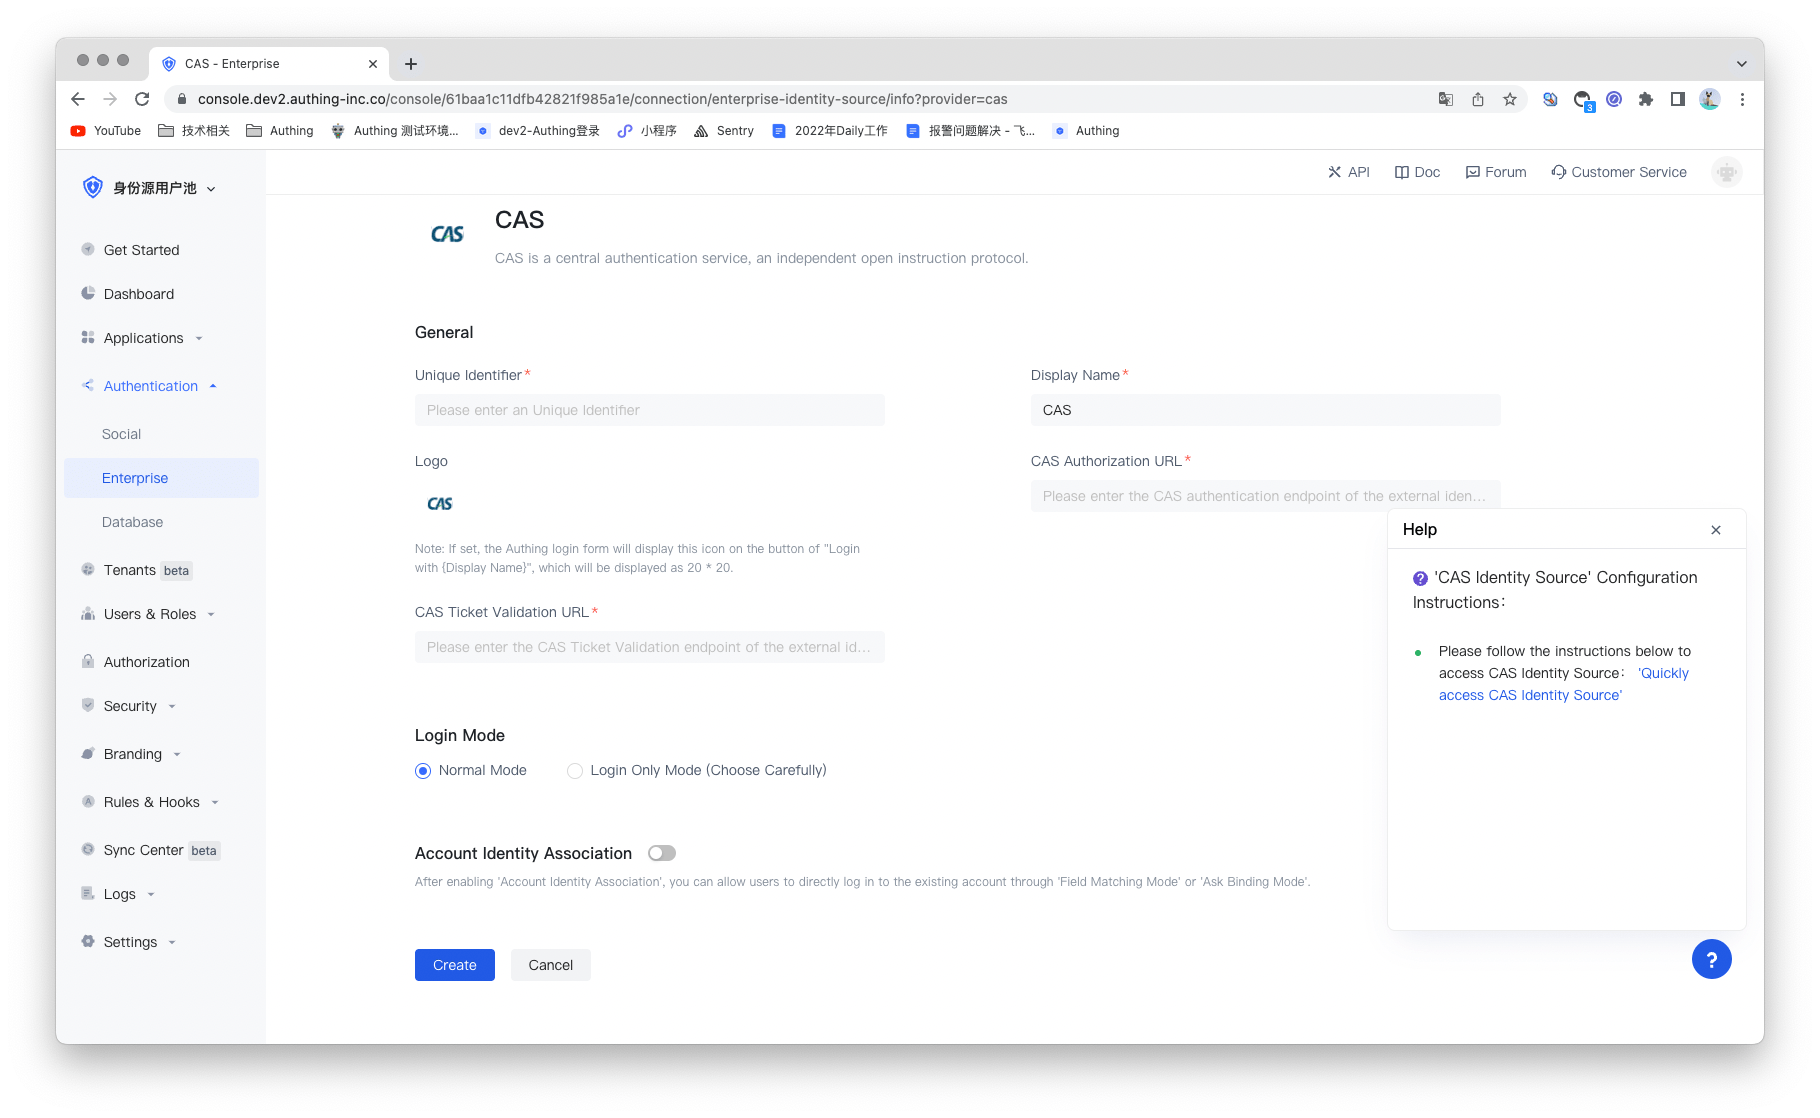 CAS - Enterprise
console.dev2.authing-inc.co/console/61baa1c11dfb42821f985a1e/connection/enterprise-identity-source/info?provider=cas
3
YouTube
技术相关
Authing
Authing 测试环境...
dev2-Authing登录
小程序
Sentry
2022年Daily工作
报警问题解决 - 飞...
Authing
身份源用户池
API
Doc
Forum
Customer Service
Get Started
Dashboard
Applications
Authentication
Social
Enterprise
Database
Tenants beta
Users & Roles
Authorization
Security
Branding
Rules & Hooks
Sync Center beta
Logs
Settings
CAS
CAS
CAS is a central authentication service, an independent open instruction protocol.
General
Unique Identifier*
Please enter an Unique Identifier
Display Name*
CAS
Logo
CAS
Note: If set, the Authing login form will display this icon on the button of "Login
with {Display Name}", which will be displayed as 20 * 20.
CAS Authorization URL*
Please enter the CAS authentication endpoint of the external iden...
CAS Ticket Validation URL*
Please enter the CAS Ticket Validation endpoint of the external id...
Login Mode
Normal Mode
Login Only Mode (Choose Carefully)
Account Identity Association
After enabling 'Account Identity Association', you can allow users to directly log in to the existing account through 'Field Matching Mode' or 'Ask Binding Mode'.
Create
Cancel
Help
? 'CAS Identity Source' Configuration
Instructions：
Please follow the instructions below to
access CAS Identity Source： 'Quickly
access CAS Identity Source'
?